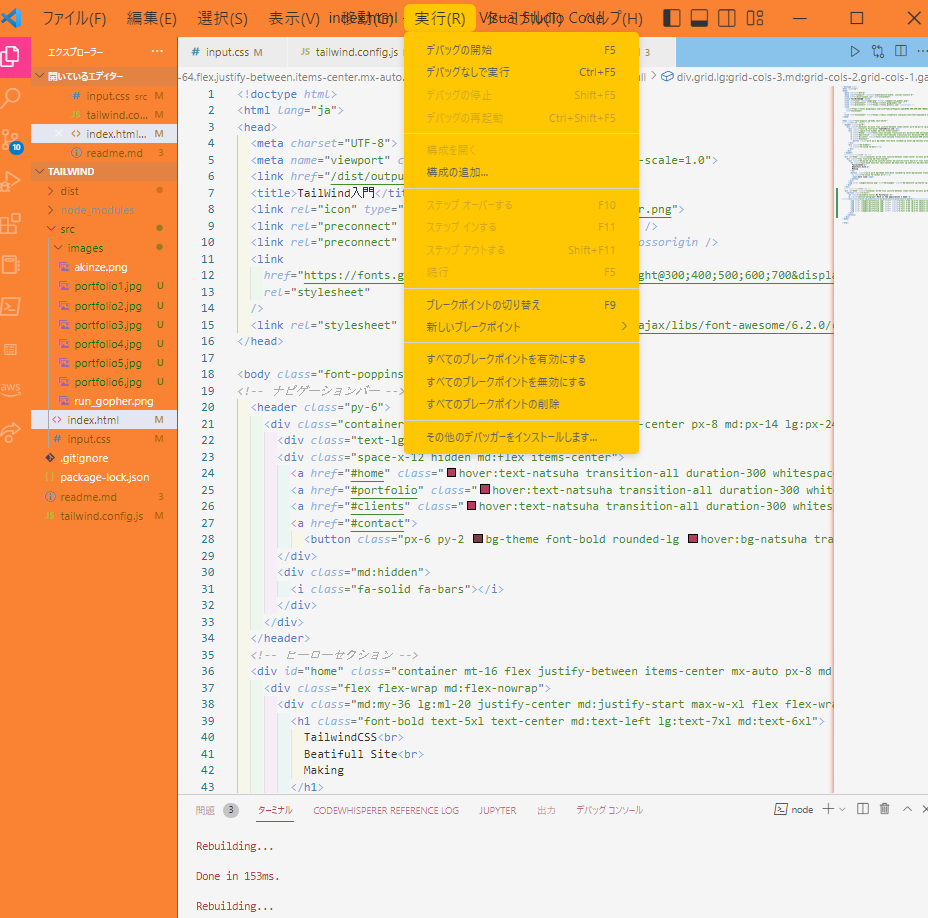 ファイル(F) 編集(E) 選択(S) 表示(V) 移動(G) 実行(R) ターミナル(T) ヘルプ(H)
エクスプローラー ...
開いているエディター
input.css src M
tailwind.co... M
index.html... M
readme.md 3
TAILWIND
dist
node_modules
src
images
akinze.png
portfolio1.jpg U
portfolio2.jpg U
portfolio3.jpg U
portfolio4.jpg U
portfolio5.jpg U
portfolio6.jpg U
run_gopher.png
index.html M
input.css M
.gitignore
package-lock.json
readme.md 3
tailwind.config.js M
10
aws
# input.css M
JS tailwind.config.js M
3
-64.flex.justify-between.items-center.mx-auto.
div.grid.lg:grid-cols-3.md:grid-cols-2.grid-cols-1.ga
デバッグの開始 F5
デバッグなしで実行 Ctrl+F5
デバッグの停止 Shift+F5
デバッグの再起動 Ctrl+Shift+F5
構成を開く
構成の追加...
ステップ オーバーする F10
ステップ インする F11
ステップ アウトする Shift+F11
続行 F5
ブレークポイントの切り替え F9
新しいブレークポイント
すべてのブレークポイントを有効にする
すべてのブレークポイントを無効にする
すべてのブレークポイントの削除
その他のデバッガーをインストールします...
1 <!doctype html>
2 <html lang="ja">
3 <head>
4 <meta charset="UTF-8">
5 <meta name="viewport" c -scale=1.0">
6 <link href="/dist/outpu
7 <title>TailWind入門</tit
8 <link rel="icon" type=" r.png">
9 <link rel="preconnect" />
10 <link rel="preconnect" ossorigin />
11 <link
12 href="https://fonts.g ght@300;400;500;600;700&displa
13 rel="stylesheet"
14 />
15 <link rel="stylesheet" ajax/libs/font-awesome/6.2.0/
16 </head>
17
18 <body class="font-poppins
19 <!-- ナビゲーションバー -->
20 <header class="py-6">
21 <div class="container -center px-8 md:px-14 lg:px-24
22 <div class="text-lg
23 <div class="space-x-12 hidden md:flex items-center">
24 <a href="#home" class="hover:text-natsuha transition-all duration-300 whitespac
25 <a href="#portfolio" class="hover:text-natsuha transition-all duration-300 whit
26 <a href="#clients" class="hover:text-natsuha transition-all duration-300 whites
27 <a href="#contact">
28 <button class="px-6 py-2 bg-theme font-bold rounded-lg hover:bg-natsuha tra
29 </div>
30 <div class="md:hidden">
31 <i class="fa-solid fa-bars"></i>
32 </div>
33 </div>
34 </header>
35 <!-- ヒーローセクション -->
36 <div id="home" class="container mt-16 flex justify-between items-center mx-auto px-8 md
37 <div class="flex flex-wrap md:flex-nowrap">
38 <div class="md:my-36 lg:ml-20 justify-center md:justify-start max-w-xl flex flex-wra
39 <h1 class="font-bold text-5xl text-center md:text-left lg:text-7xl md:text-6xl">
40 TailwindCSS<br>
41 Beatifull Site<br>
42 Making
43 </h1>
問題 3 ターミナル CODEWHISPERER REFERENCE LOG JUPYTER 出力 デバッグ コンソール node
Rebuilding...
Done in 153ms.
Rebuilding...